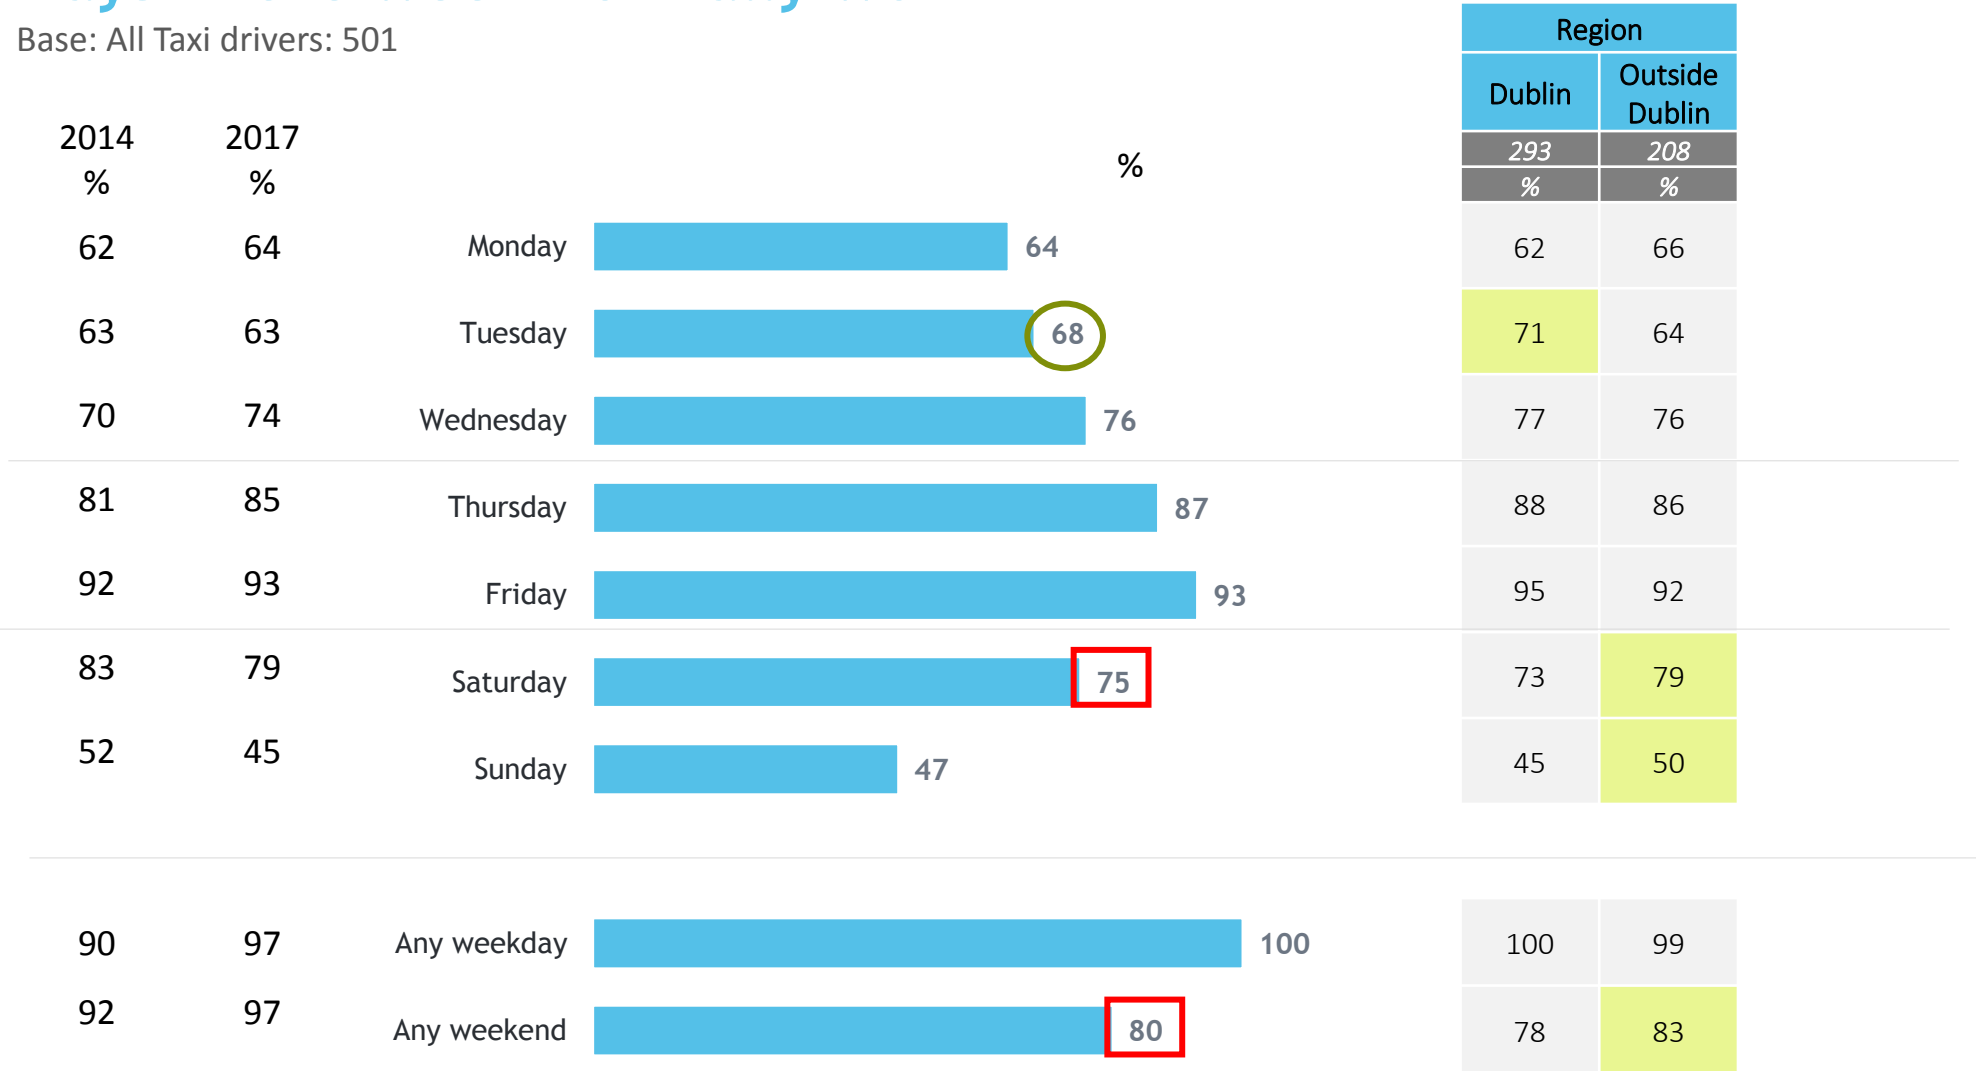 Base: All Taxi drivers: 501
Region
Dublin Outside Dublin
2014 2017
% % %
293 208
% %
62 64 Monday 64 62 66
63 63 Tuesday 68 71 64
70 74 Wednesday 76 77 76
81 85 Thursday 87 88 86
92 93 Friday 93 95 92
83 79 Saturday 75 73 79
52 45 Sunday 47 45 50
90 97 Any weekday 100 100 99
92 97 Any weekend 80 78 83